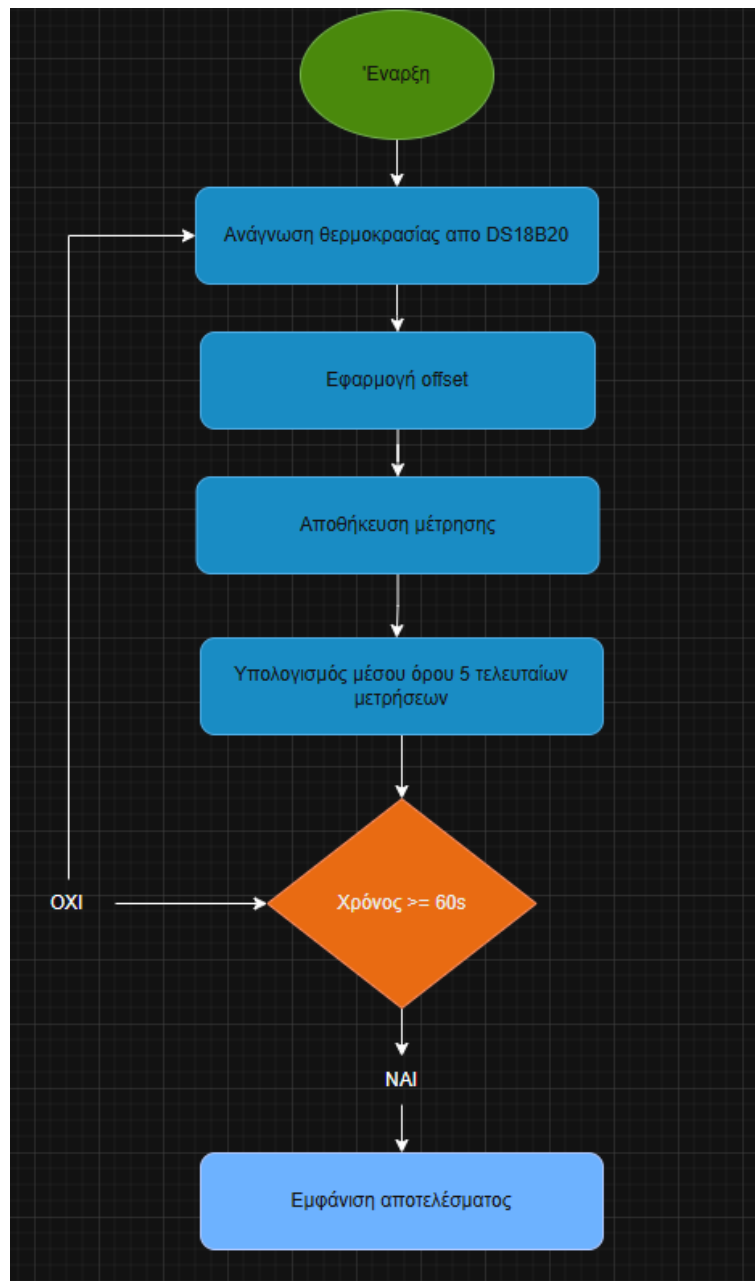 Έναρξη
Ανάγνωση θερμοκρασίας απο DS18B20
Εφαρμογή offset
Αποθήκευση μέτρησης
Υπολογισμός μέσου όρου 5 τελευταίων
μετρήσεων
ΟΧΙ
Χρόνος >= 60s
ΝΑΙ
Εμφάνιση αποτελέσματος